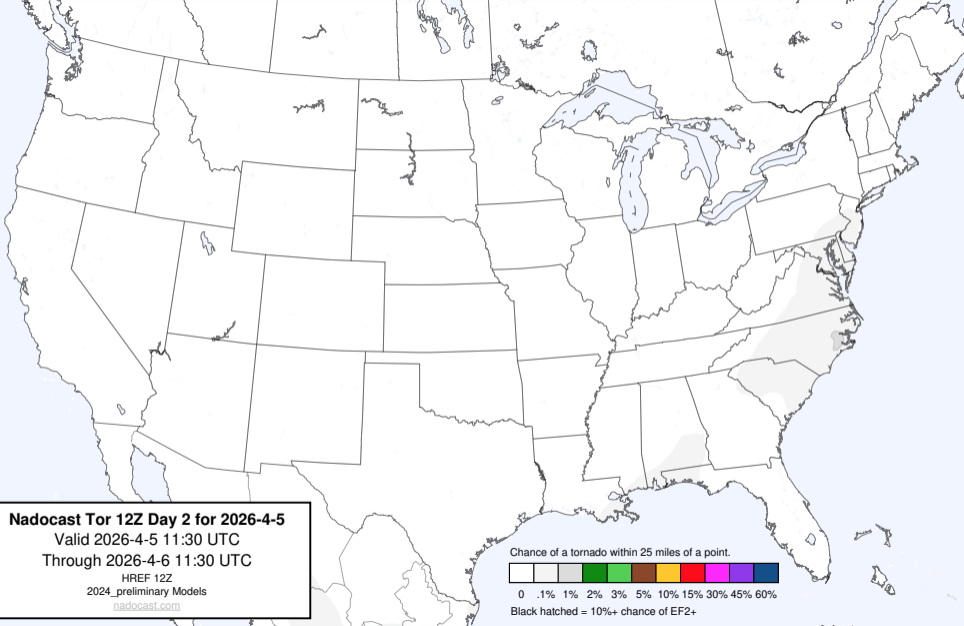 Nadocast Tor 12Z Day 2 for 2026-4-5
Valid 2026-4-5 11:30 UTC
Through 2026-4-6 11:30 UTC
HREF 12Z
2024_preliminary Models
nadocast.com
Chance of a tornado within 25 miles of a point.
0 .1% 1% 2% 3% 5% 10% 15% 30% 45% 60%
Black hatched = 10%+ chance of EF2+